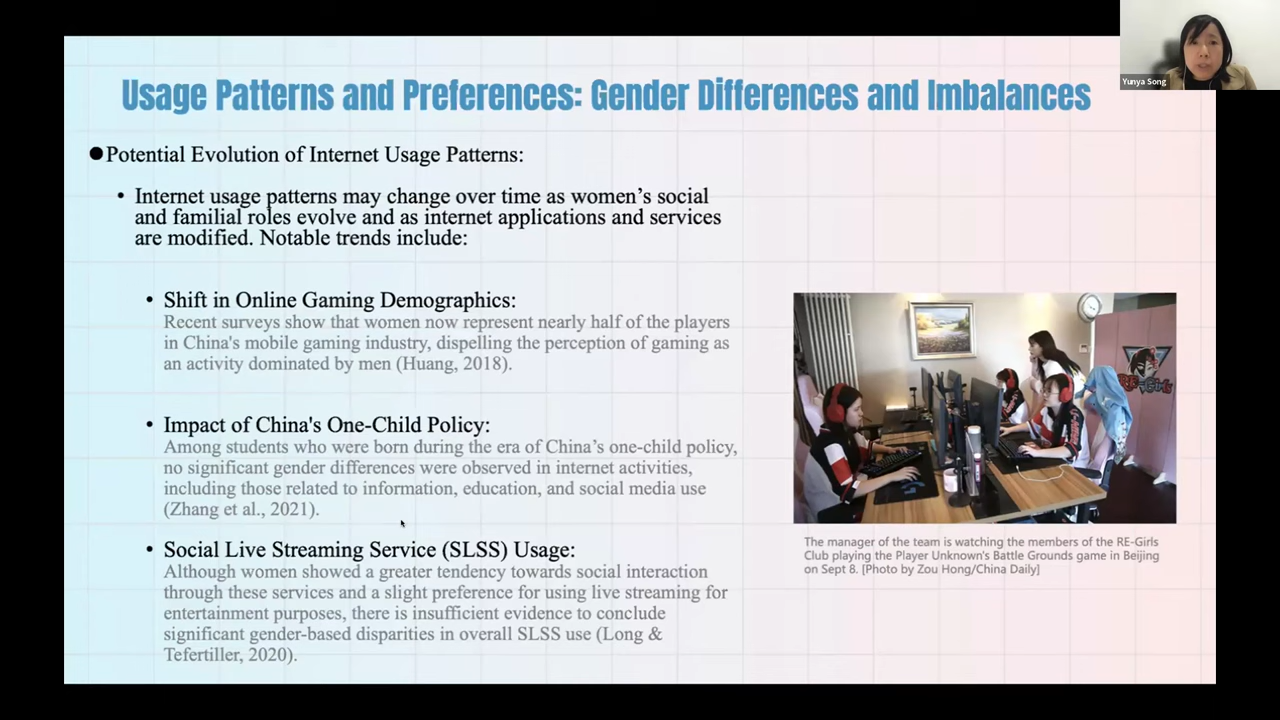 Yunya Song
Usage Patterns and Preferences: Gender Differences and Imbalances
●Potential Evolution of Internet Usage Patterns:
• Internet usage patterns may change over time as women’s social
and familial roles evolve and as internet applications and services
are modified. Notable trends include:
• Shift in Online Gaming Demographics:
Recent surveys show that women now represent nearly half of the players
in China's mobile gaming industry, dispelling the perception of gaming as
an activity dominated by men (Huang, 2018).
• Impact of China's One-Child Policy:
Among students who were born during the era of China’s one-child policy,
no significant gender differences were observed in internet activities,
including those related to information, education, and social media use
(Zhang et al., 2021).
• Social Live Streaming Service (SLSS) Usage:
Although women showed a greater tendency towards social interaction
through these services and a slight preference for using live streaming for
entertainment purposes, there is insufficient evidence to conclude
significant gender-based disparities in overall SLSS use (Long &
Tefertiller, 2020).
RE-Girls
The manager of the team is watching the members of the RE-Girls
Club playing the Player Unknown's Battle Grounds game in Beijing
on Sept 8. [Photo by Zou Hong/China Daily]